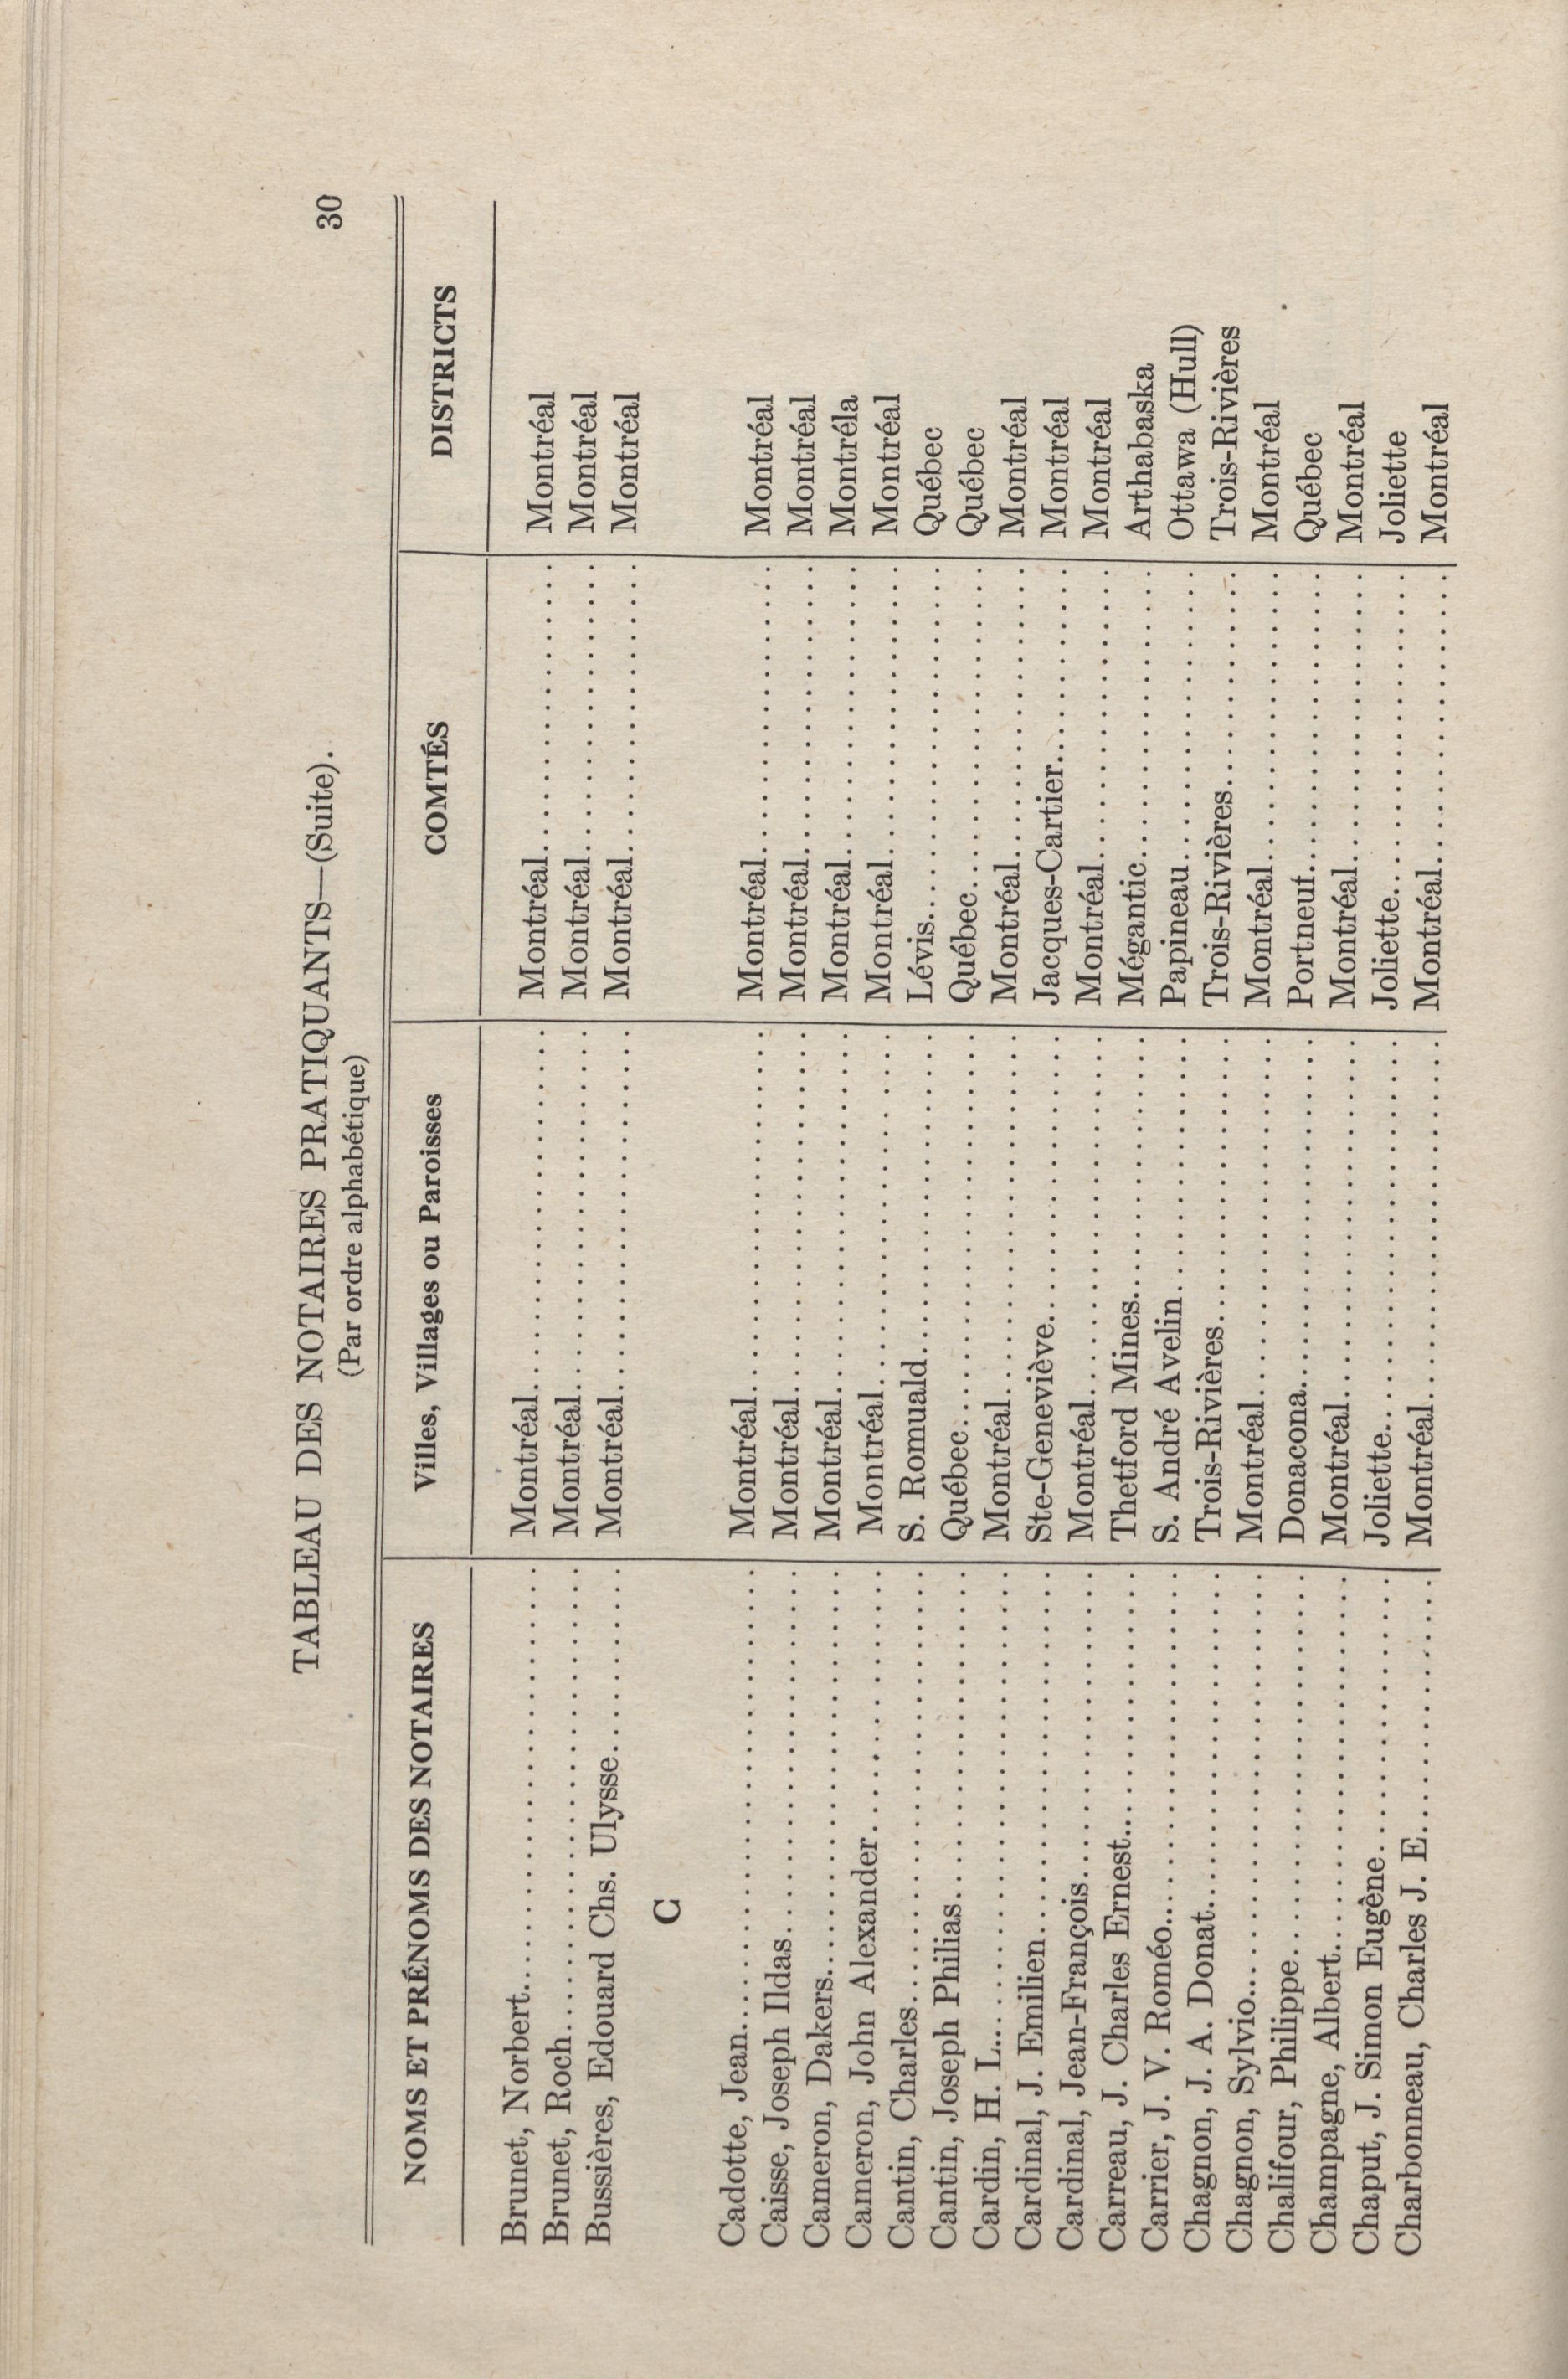 TABLEAU DES NOTAIRES PRATIQUANTS—(Suite). 30
(Par ordre alphabétique)
NOMS ET PRÉNOMS DES NOTAIRES Villes, Villages ou Paroisses COMTÉS DISTRICTS
Brunet, Norbert Montréal Montréal Montréal
Brunet, Roch Montréal Montréal Montréal
Bussières, Edouard Chs. Ulysse Montréal Montréal Montréal
C
Cadotte, Jean Montréal Montréal Montréal
Caisse, Joseph Ildas Montréal Montréal Montréal
Cameron, Dakers Montréal Montréal Montréla
Cameron, John Alexander Montréal Montréal Montréal
Cantin, Charles S. Romuald Lévis Québec
Cantin, Joseph Philias Québec Québec Québec
Cardin, H. L. Montréal Montréal Montréal
Cardinal, J. Emilien Ste-Geneviève Jacques-Cartier Montréal
Cardinal, Jean-François Montréal Montréal Montréal
Carreau, J. Charles Ernest Thetford Mines Mégantic Arthabaska
Carrier, J. V. Roméo S. André Avelin Papineau Ottawa (Hull)
Chagnon, J. A. Donat Trois-Rivières Trois-Rivières Trois-Rivières
Chagnon, Sylvio Montréal Montréal Montréal
Chalifour, Philippe Donacona Portneuf Québec
Champagne, Albert Montréal Montréal Montréal
Chaput, J. Simon Eugène Joliette Joliette Joliette
Charbonneau, Charles J. E. Montréal Montréal Montréal